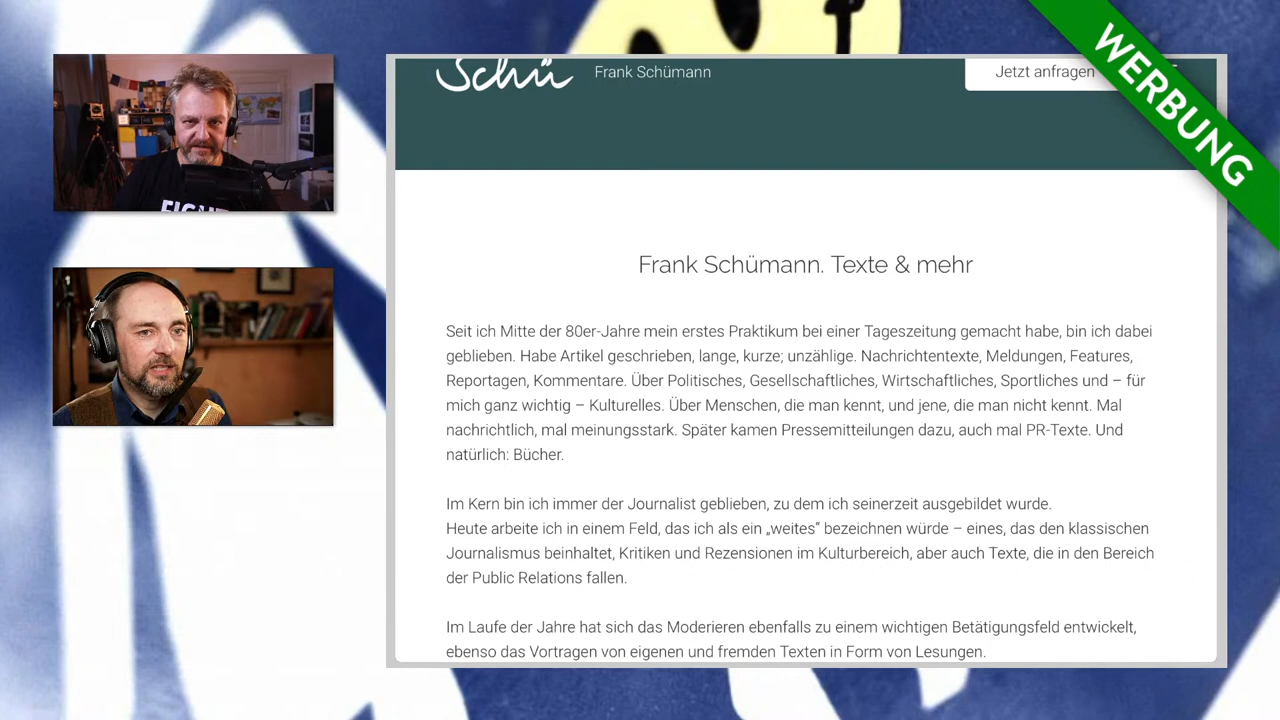 Schü
Frank Schümann
Jetzt anfragen
WERBUNG
Frank Schümann. Texte & mehr
Seit ich Mitte der 80er-Jahre mein erstes Praktikum bei einer Tageszeitung gemacht habe, bin ich dabei
geblieben. Habe Artikel geschrieben, lange, kurze; unzählige. Nachrichtentexte, Meldungen, Features,
Reportagen, Kommentare. Über Politisches, Gesellschaftliches, Wirtschaftliches, Sportliches und – für
mich ganz wichtig – Kulturelles. Über Menschen, die man kennt, und jene, die man nicht kennt. Mal
nachrichtlich, mal meinungsstark. Später kamen Pressemitteilungen dazu, auch mal PR-Texte. Und
natürlich: Bücher.
Im Kern bin ich immer der Journalist geblieben, zu dem ich seinerzeit ausgebildet wurde.
Heute arbeite ich in einem Feld, das ich als ein „weites“ bezeichnen würde – eines, das den klassischen
Journalismus beinhaltet, Kritiken und Rezensionen im Kulturbereich, aber auch Texte, die in den Bereich
der Public Relations fallen.
Im Laufe der Jahre hat sich das Moderieren ebenfalls zu einem wichtigen Betätigungsfeld entwickelt,
ebenso das Vortragen von eigenen und fremden Texten in Form von Lesungen.